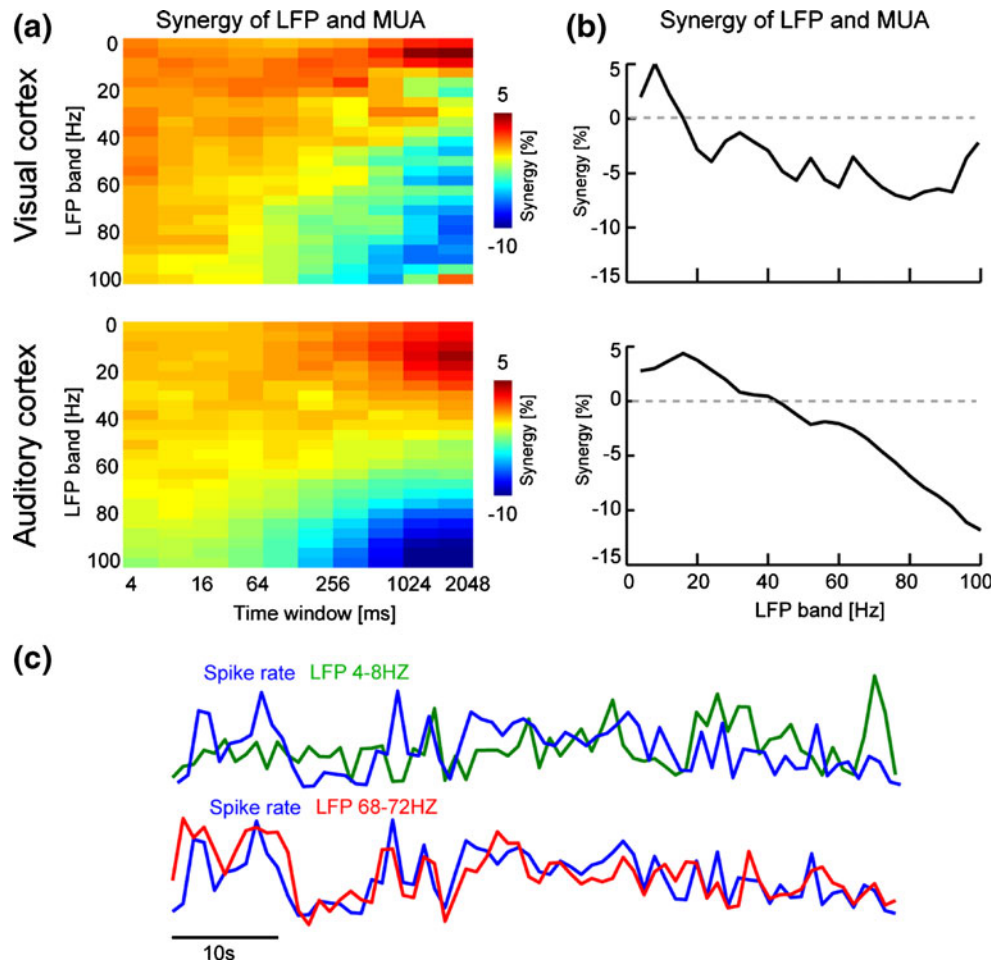 (a)
Synergy of LFP and MUA
Visual cortex
LFP band [Hz]
0
20
40
60
80
100
5
Synergy [%]
-10
(b)
Synergy of LFP and MUA
Synergy [%]
5
0
-5
-10
-15
Auditory cortex
LFP band [Hz]
0
20
40
60
80
100
4
16
64
256
1024
2048
Time window [ms]
5
Synergy [%]
-10
Synergy [%]
5
0
-5
-10
-15
0
20
40
60
80
100
LFP band [Hz]
(c)
Spike rate LFP 4-8HZ
Spike rate LFP 68-72HZ
10s